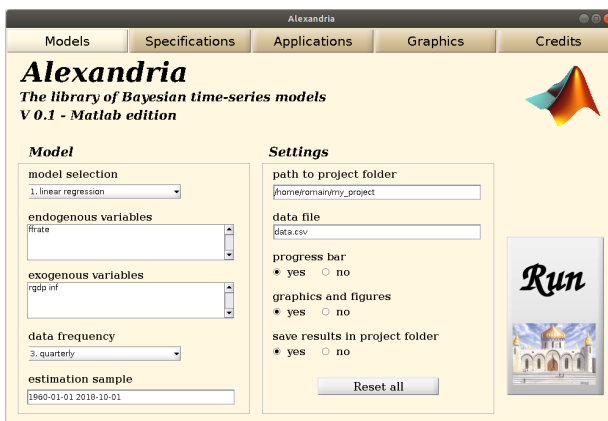 Alexandria
Models Specifications Applications Graphics Credits
Alexandria
The library of Bayesian time-series models
V 0.1 - Matlab edition
Model
model selection
1. linear regression
endogenous variables
ffrate
exogenous variables
rgdp inf
data frequency
3. quarterly
estimation sample
1960-01-01 2018-10-01
Settings
path to project folder
/home/romain/my_project
data file
data.csv
progress bar
yes no
graphics and figures
yes no
save results in project folder
yes no
Reset all
Run